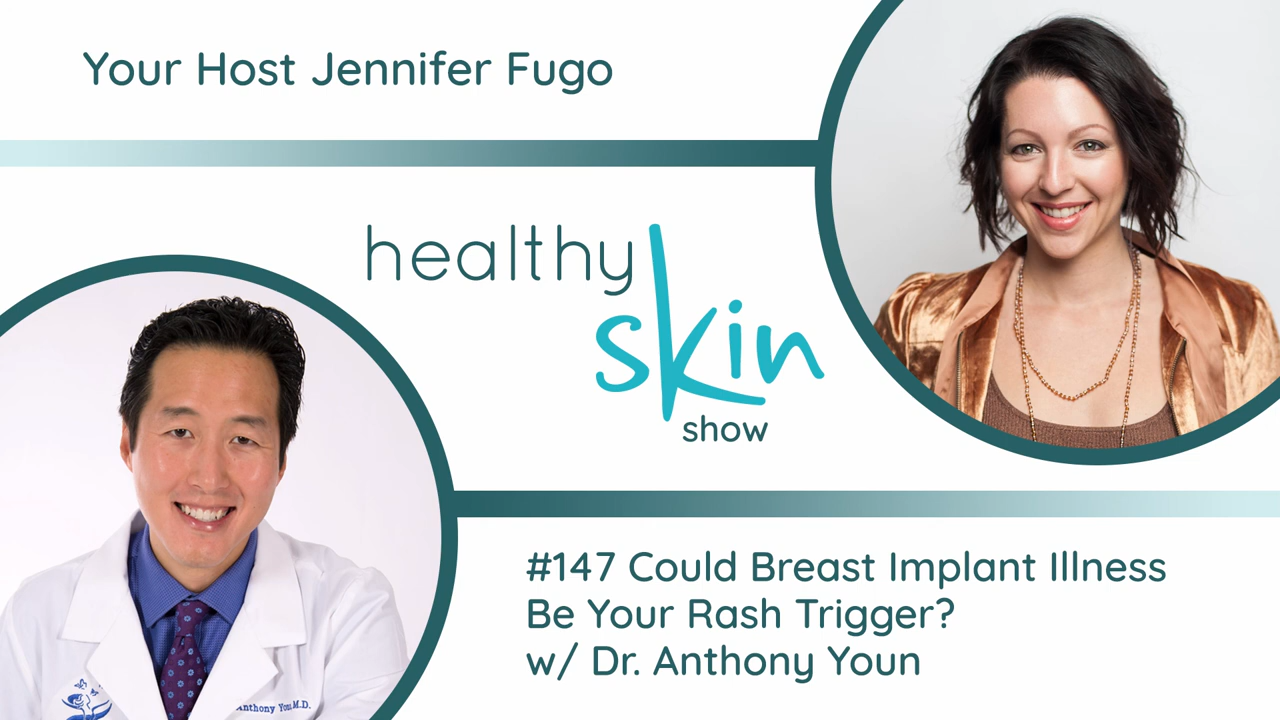 Your Host Jennifer Fugo
healthy
skin
show
#147 Could Breast Implant Illness
Be Your Rash Trigger?
w/ Dr. Anthony Youn
Anthony Youn M.D.